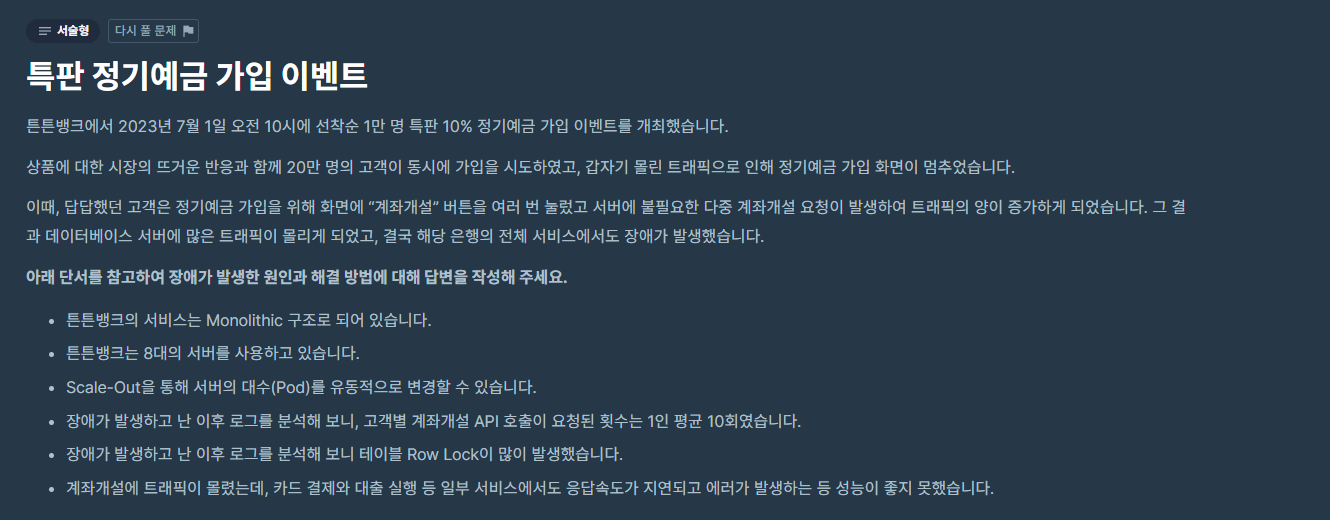 서술형 다시 풀 문제
특판 정기예금 가입 이벤트
튼튼뱅크에서 2023년 7월 1일 오전 10시에 선착순 1만 명 특판 10% 정기예금 가입 이벤트를 개최했습니다.
상품에 대한 시장의 뜨거운 반응과 함께 20만 명의 고객이 동시에 가입을 시도하였고, 갑자기 몰린 트래픽으로 인해 정기예금 가입 화면이 멈추었습니다.
이때, 답답했던 고객은 정기예금 가입을 위해 화면에 “계좌개설” 버튼을 여러 번 눌렀고 서버에 불필요한 다중 계좌개설 요청이 발생하여 트래픽의 양이 증가하게 되었습니다. 그 결
과 데이터베이스 서버에 많은 트래픽이 몰리게 되었고, 결국 해당 은행의 전체 서비스에서도 장애가 발생했습니다.
아래 단서를 참고하여 장애가 발생한 원인과 해결 방법에 대해 답변을 작성해 주세요.
• 튼튼뱅크의 서비스는 Monolithic 구조로 되어 있습니다.
• 튼튼뱅크는 8대의 서버를 사용하고 있습니다.
• Scale-Out을 통해 서버의 대수(Pod)를 유동적으로 변경할 수 있습니다.
• 장애가 발생하고 난 이후 로그를 분석해 보니, 고객별 계좌개설 API 호출이 요청된 횟수는 1인 평균 10회였습니다.
• 장애가 발생하고 난 이후 로그를 분석해 보니 테이블 Row Lock이 많이 발생했습니다.
• 계좌개설에 트래픽이 몰렸는데, 카드 결제와 대출 실행 등 일부 서비스에서도 응답속도가 지연되고 에러가 발생하는 등 성능이 좋지 못했습니다.